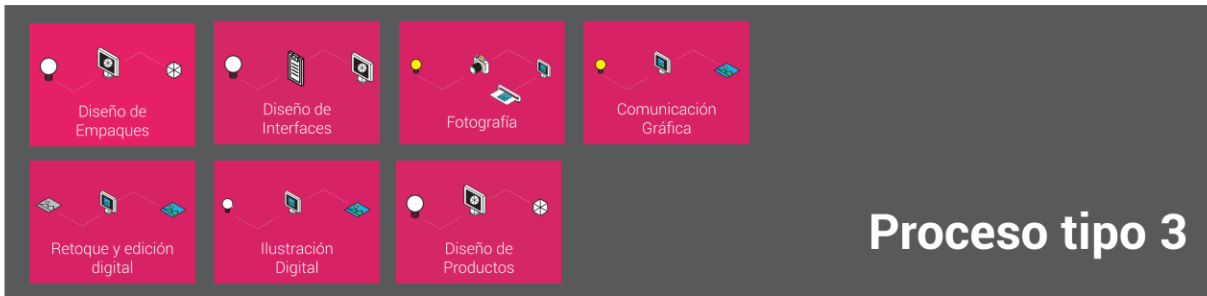 Diseño de
Empaques
Diseño de
Interfaces
Fotografía
Comunicación
Gráfica
Retoque y edición
digital
Ilustración
Digital
Diseño de
Productos
Proceso tipo 3